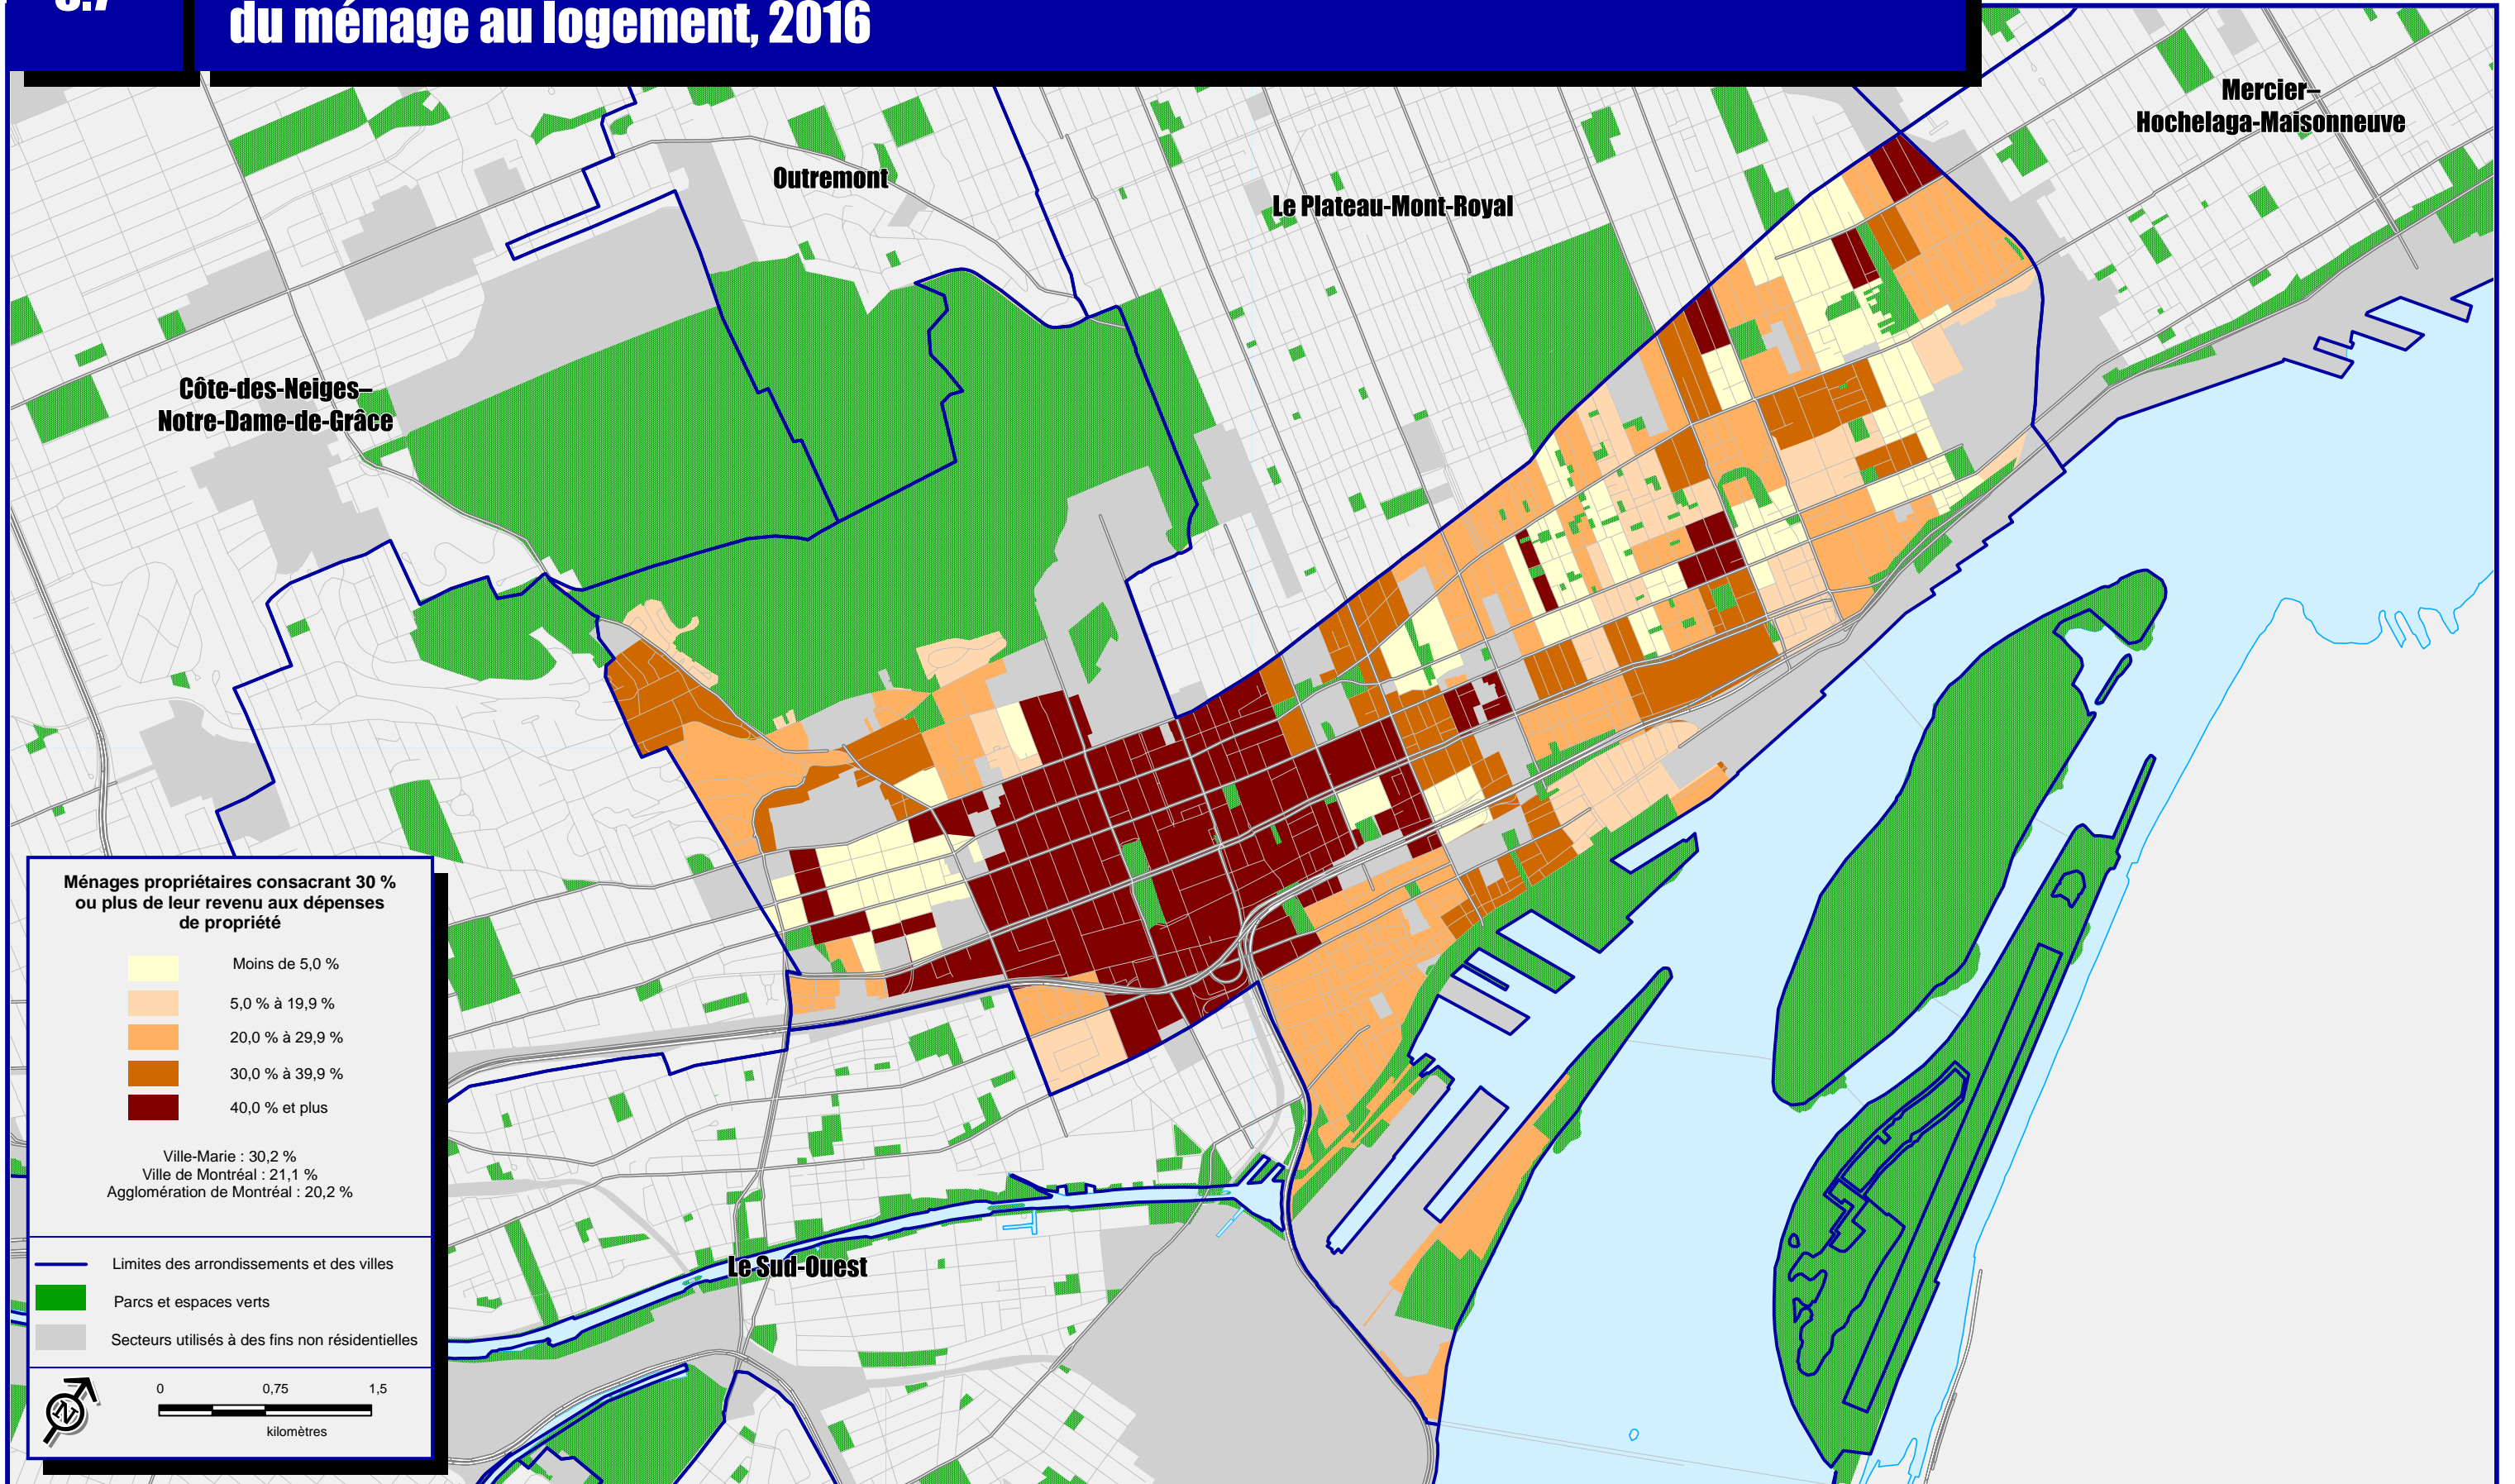 du ménage au logement, 2016
Mercier–
Hochelaga-Maisonneuve
Outremont
Le Plateau-Mont-Royal
Côte-des-Neiges–
Notre-Dame-de-Grâce
Le Sud-Ouest
Ménages propriétaires consacrant 30 %
ou plus de leur revenu aux dépenses
de propriété
Moins de 5,0 %
5,0 % à 19,9 %
20,0 % à 29,9 %
30,0 % à 39,9 %
40,0 % et plus
Ville-Marie : 30,2 %
Ville de Montréal : 21,1 %
Agglomération de Montréal : 20,2 %
Limites des arrondissements et des villes
Parcs et espaces verts
Secteurs utilisés à des fins non résidentielles
N
0 0,75 1,5
kilomètres